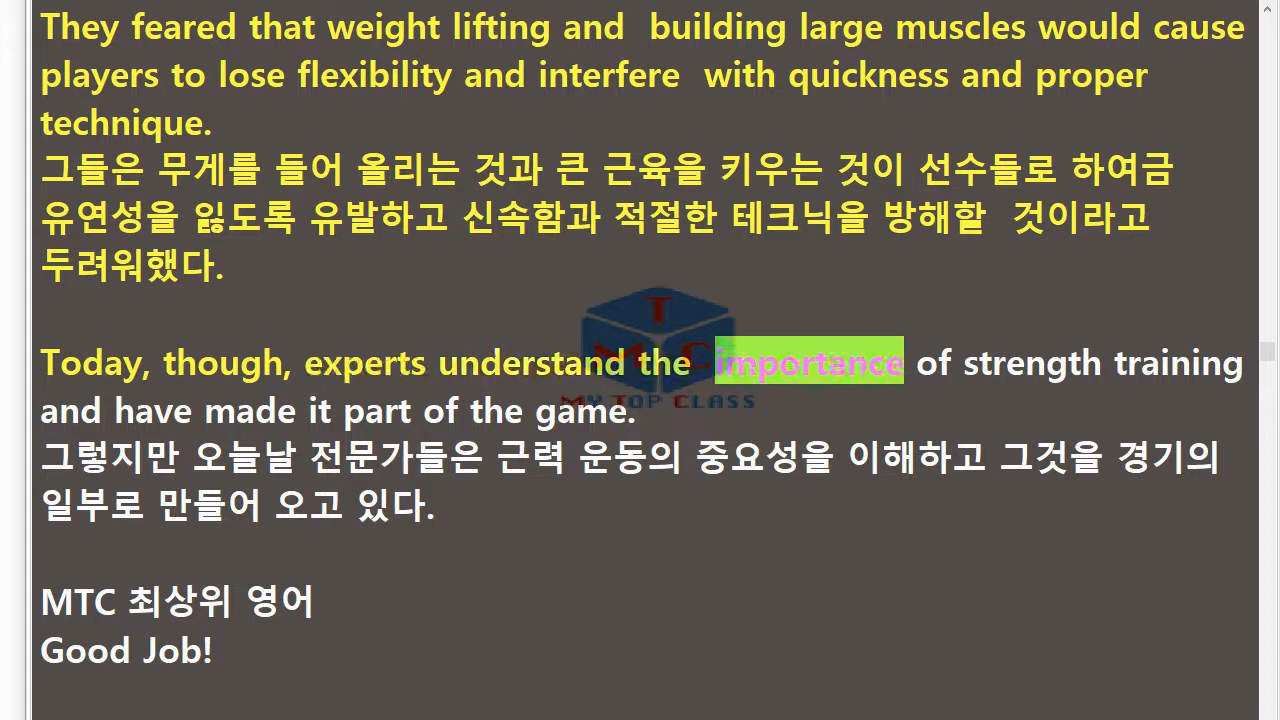 They feared that weight lifting and  building large muscles would cause
players to lose flexibility and interfere  with quickness and proper
technique.
그들은 무게를 들어 올리는 것과 큰 근육을 키우는 것이 선수들로 하여금
유연성을 잃도록 유발하고 신속함과 적절한 테크닉을 방해할  것이라고
두려워했다.
Today, though, experts understand the  importance of strength training
and have made it part of the game.
그렇지만 오늘날 전문가들은 근력 운동의 중요성을 이해하고 그것을 경기의
일부로 만들어 오고 있다.
MTC 최상위 영어
Good Job!
T
M C
MY TOP CLASS